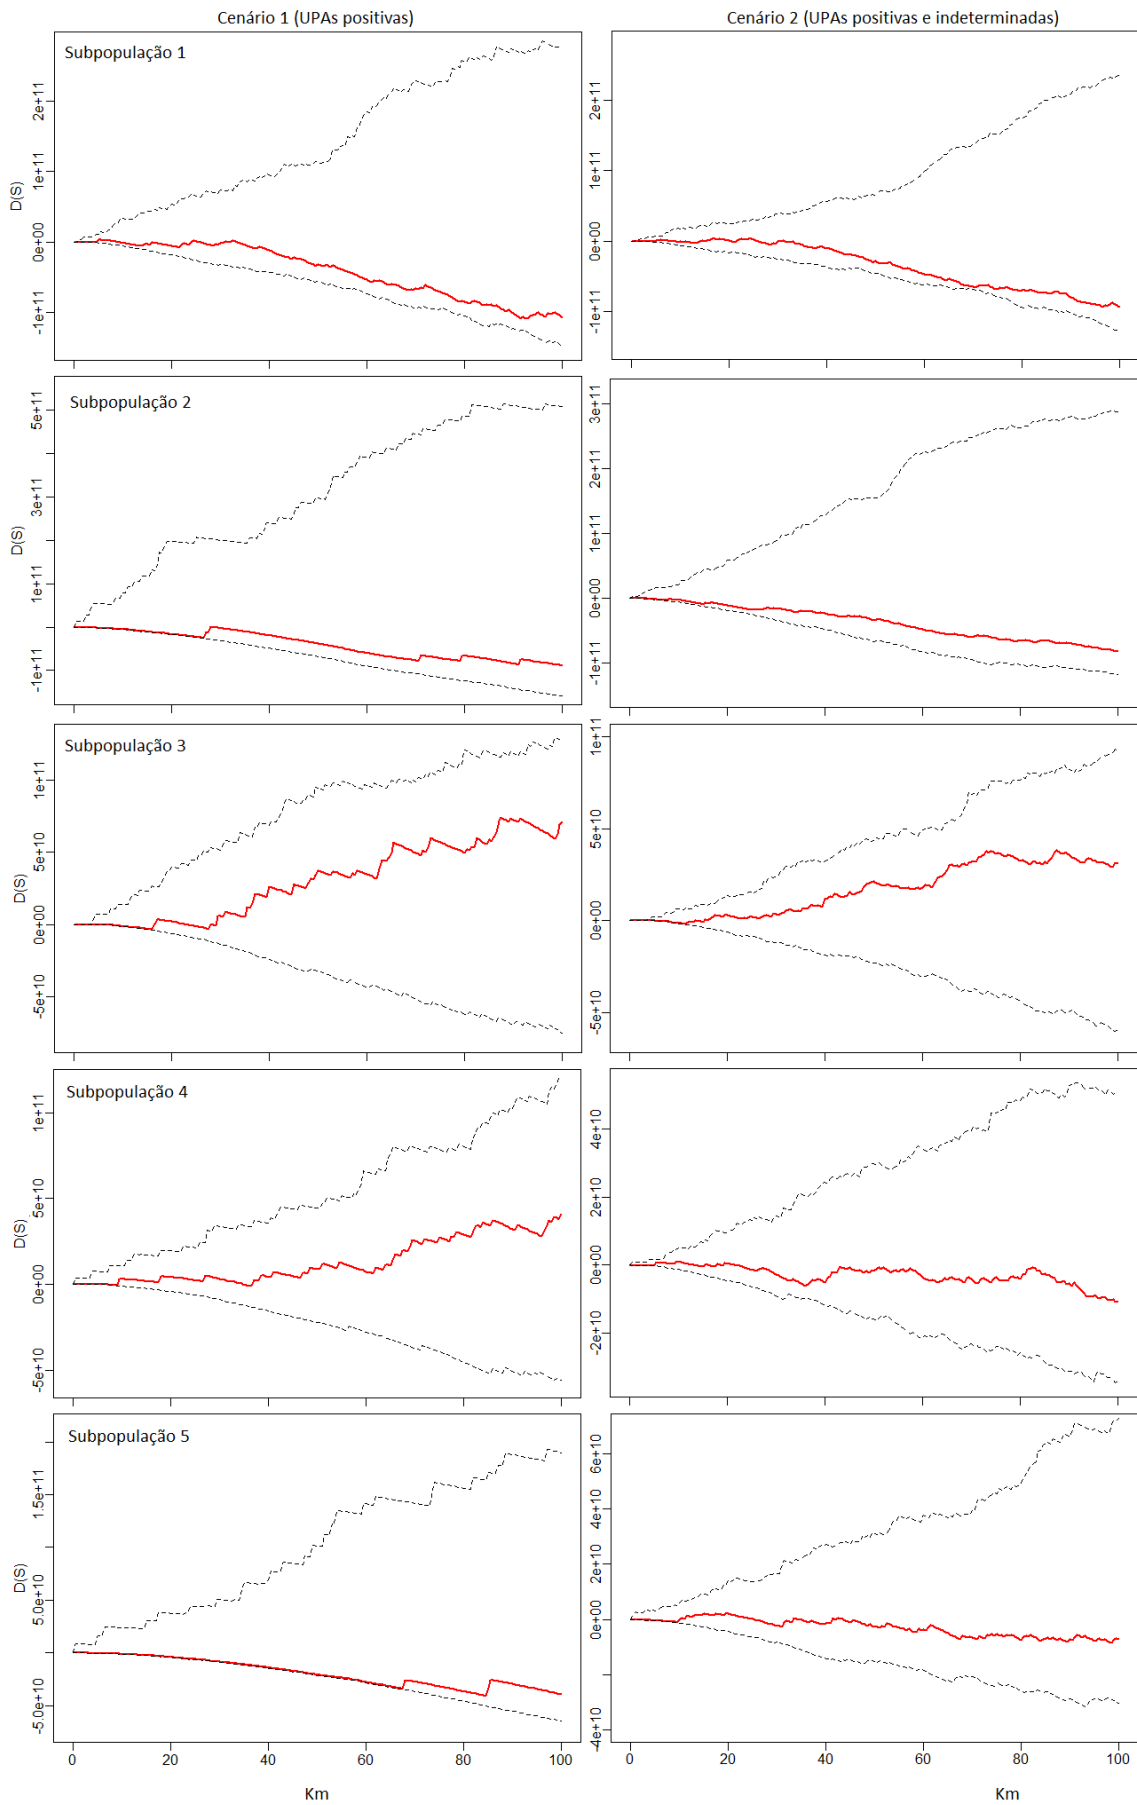 Cenário 1 (UPAs positivas)
Cenário 2 (UPAs positivas e indeterminadas)
Subpopulação 1
D(S)
-1e+11 0e+00 1e+11 2e+11
-1e+11 0e+00 1e+11 2e+11
Subpopulação 2
D(S)
-1e+11 1e+11 3e+11 5e+11
-1e+11 0e+00 1e+11 2e+11 3e+11
Subpopulação 3
D(S)
-5e+10 0e+00 5e+10 1e+11
-5e+10 0e+00 5e+10 1e+11
Subpopulação 4
D(S)
-5e+10 0e+00 5e+10 1e+11
-2e+10 0e+00 2e+10 4e+10
Subpopulação 5
D(S)
-5.0e+10 5.0e+10 1.5e+11
-4e+10 0e+00 2e+10 4e+10 6e+10
0 20 40 60 80 100
0 20 40 60 80 100
Km
Km